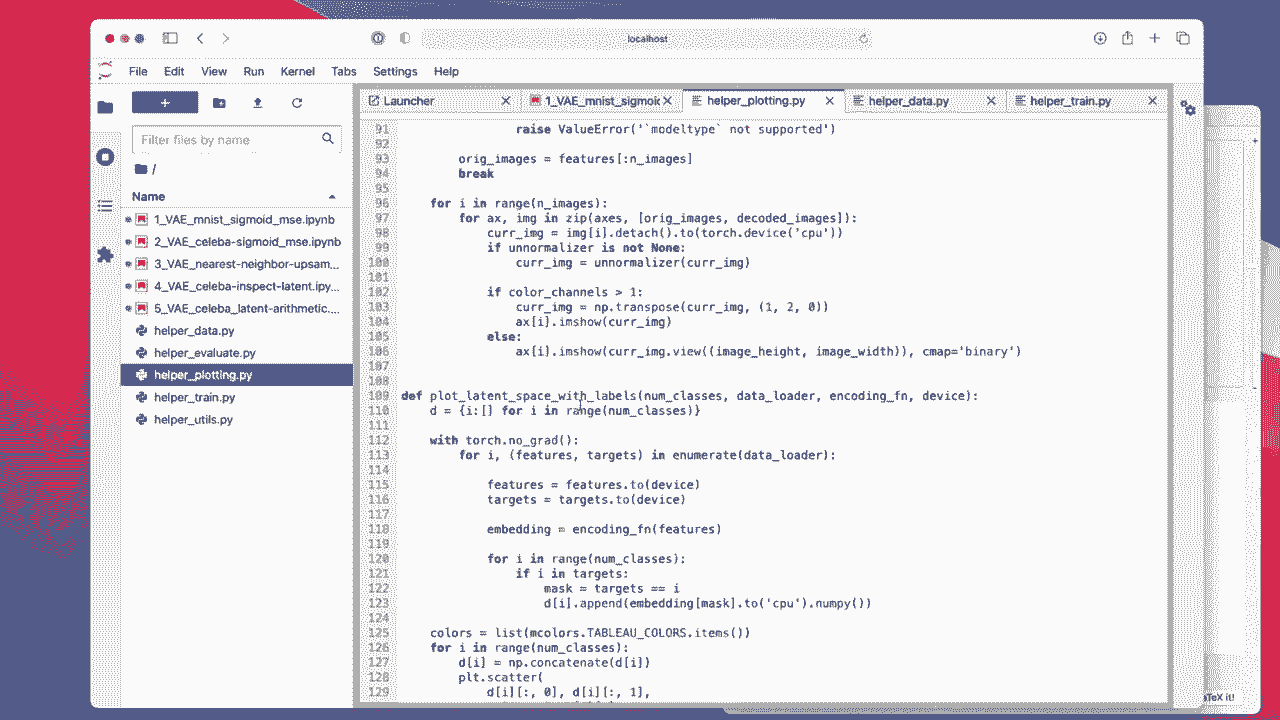 localhost
File Edit View Run Kernel Tabs Settings Help
+
Launcher
1_VAE_mnist_sigmoi
helper_plotting.py
helper_data.py
helper_train.py
Filter files by name
/
Name
1_VAE_mnist_sigmoid_mse.ipynb
2_VAE_celeba-sigmoid_mse.ipynb
3_VAE_nearest-neighbor-upsam...
4_VAE_celeba-inspect-latent.ipy...
5_VAE_celeba_latent-arithmetic....
helper_data.py
helper_evaluate.py
helper_plotting.py
helper_train.py
helper_utils.py
91 raise ValueError('`modeltype` not supported')
92
93 orig_images = features[:n_images]
94 break
95
96 for i in range(n_images):
97 for ax, img in zip(axes, [orig_images, decoded_images]):
98 curr_img = img[i].detach().to(torch.device('cpu'))
99 if unnormalizer is not None:
100 curr_img = unnormalizer(curr_img)
101
102 if color_channels > 1:
103 curr_img = np.transpose(curr_img, (1, 2, 0))
104 ax[i].imshow(curr_img)
105 else:
106 ax[i].imshow(curr_img.view((image_height, image_width)), cmap='binary')
107
108
109 def plot_latent_space_with_labels(num_classes, data_loader, encoding_fn, device):
110 d = {i:[] for i in range(num_classes)}
111
112 with torch.no_grad():
113 for i, (features, targets) in enumerate(data_loader):
114
115 features = features.to(device)
116 targets = targets.to(device)
117
118 embedding = encoding_fn(features)
119
120 for i in range(num_classes):
121 if i in targets:
122 mask = targets == i
123 d[i].append(embedding[mask].to('cpu').numpy())
124
125 colors = list(mcolors.TABLEAU_COLORS.items())
126 for i in range(num_classes):
127 d[i] = np.concatenate(d[i])
128 plt.scatter(
129 d[i][:, 0], d[i][:, 1],
TeX it!